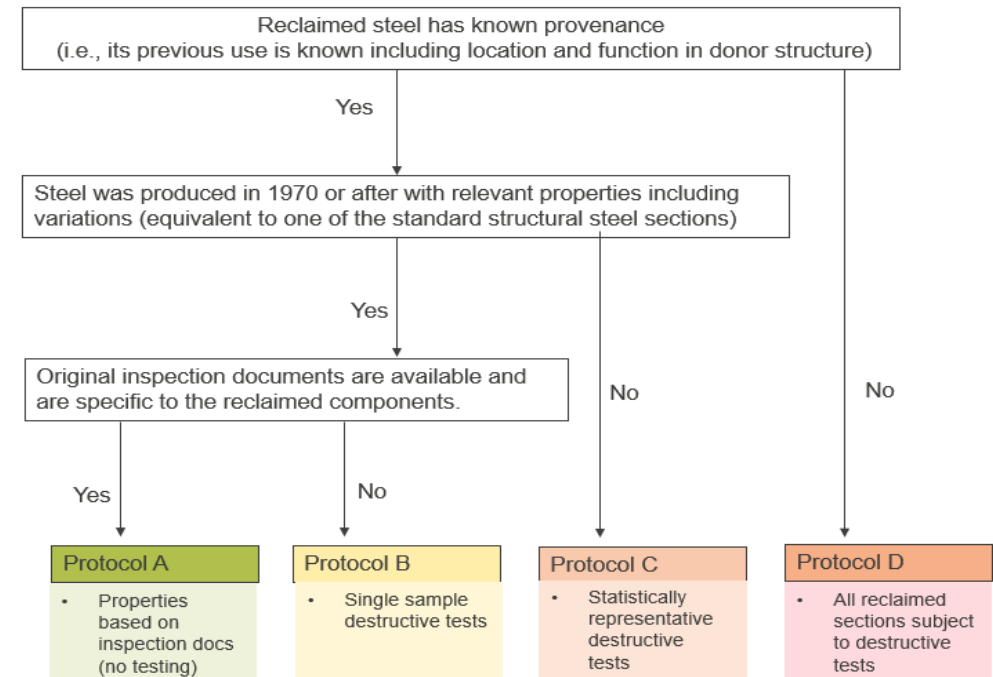 Reclaimed steel has known provenance
(i.e., its previous use is known including location and function in donor structure)
Yes
Steel was produced in 1970 or after with relevant properties including
variations (equivalent to one of the standard structural steel sections)
Yes
No
No
Original inspection documents are available and
are specific to the reclaimed components.
Yes
No
Protocol A
• Properties
based on
inspection docs
(no testing)
Protocol B
• Single sample
destructive tests
Protocol C
• Statistically
representative
destructive
tests
Protocol D
• All reclaimed
sections subject
to destructive
tests